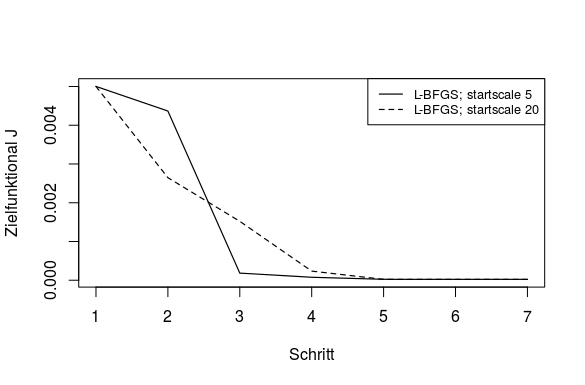 L-BFGS; startscale 5
L-BFGS; startscale 20
Zielfunktional J
0.004
0.002
0.000
1 2 3 4 5 6 7
Schritt